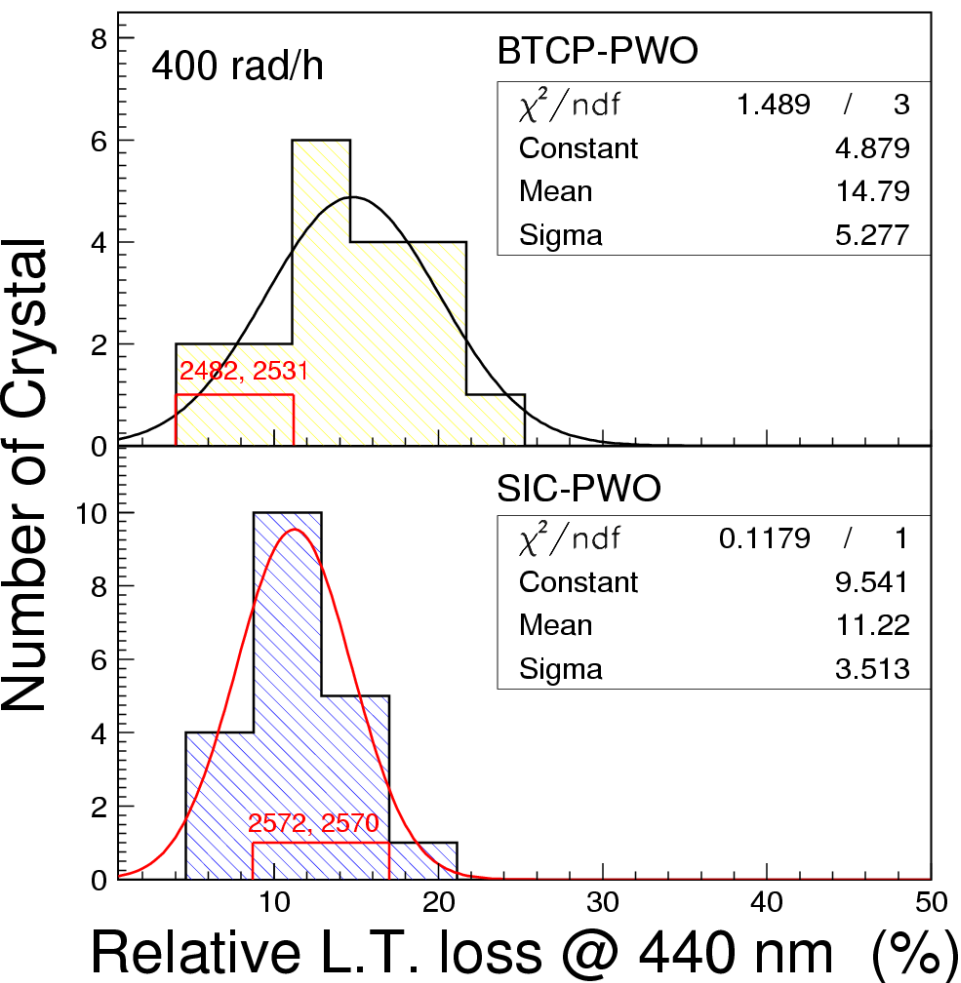 400 rad/h
BTCP-PWO
χ²/ndf 1.489 / 3
Constant 4.879
Mean 14.79
Sigma 5.277
8
6
4
2
0
2482, 2531
Number of Crystal
SIC-PWO
χ²/ndf 0.1179 / 1
Constant 9.541
Mean 11.22
Sigma 3.513
10
8
6
4
2
0
2572, 2570
10 20 30 40 50
Relative L.T. loss @ 440 nm (%)